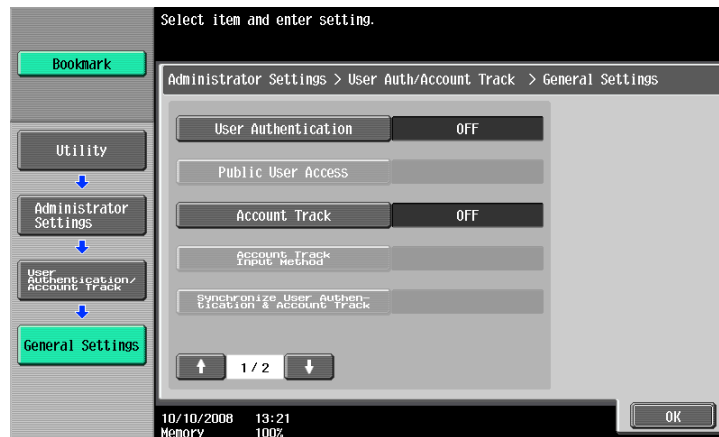 Select item and enter setting.
Bookmark
Administrator Settings > User Auth/Account Track > General Settings
Utility
Administrator
Settings
User
Authentication/
Account Track
General Settings
User Authentication OFF
Public User Access
Account Track OFF
Account Track
Input Method
Synchronize User Authen-
tication & Account Track
1/2
10/10/2008 13:21
Memory 100%
OK